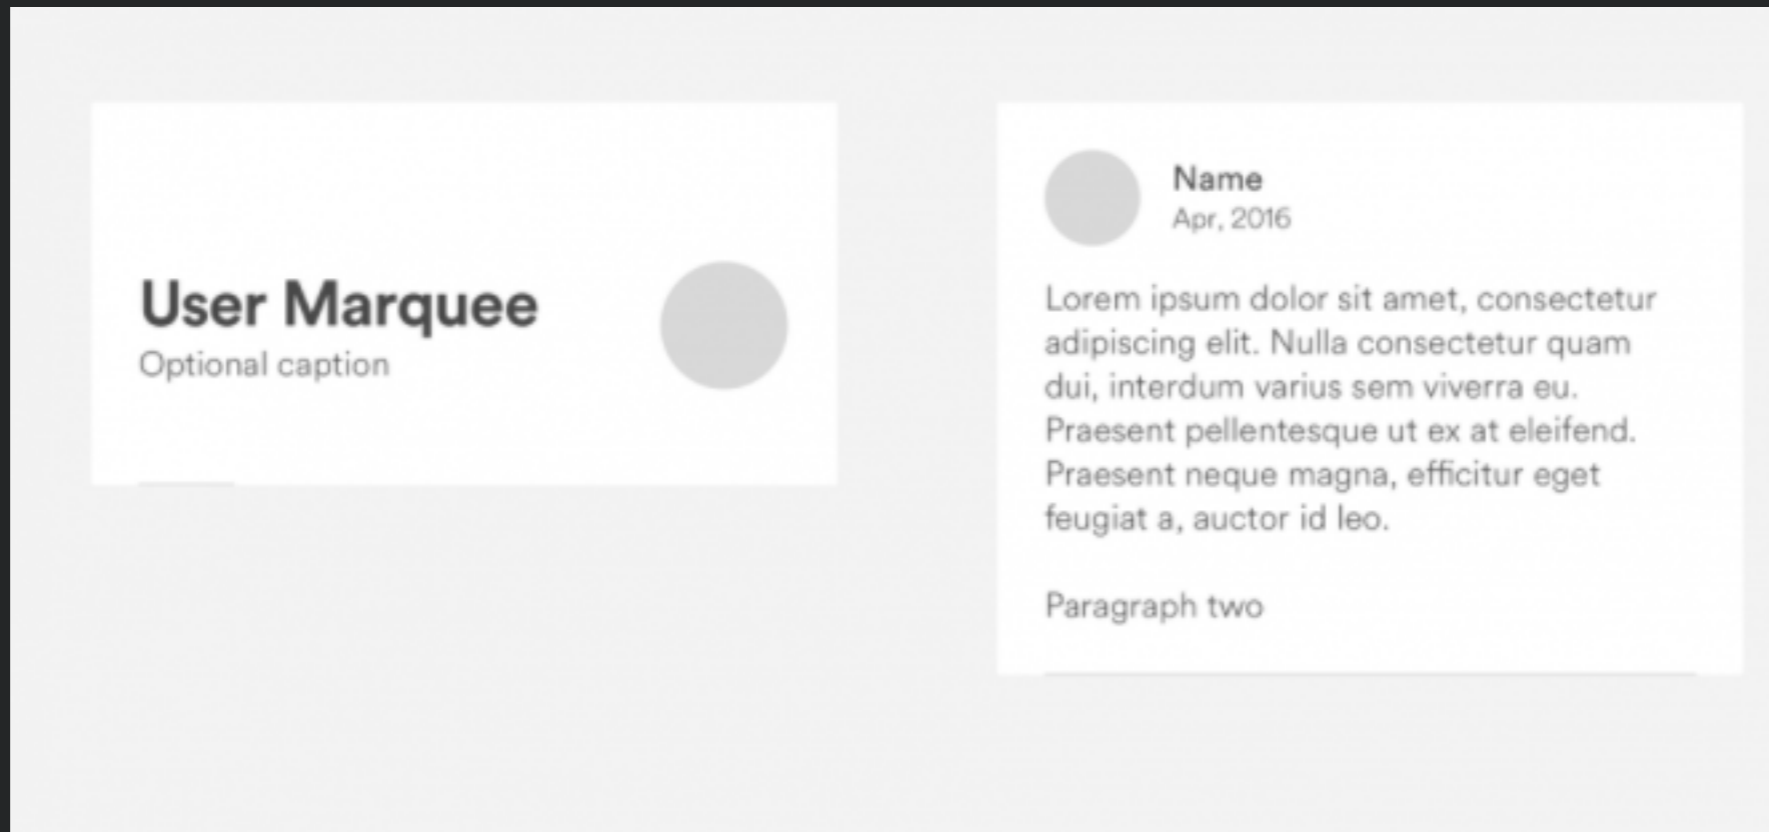 User Marquee
Optional caption
Name
Apr, 2016
Lorem ipsum dolor sit amet, consectetur
adipiscing elit. Nulla consectetur quam
dui, interdum varius sem viverra eu.
Praesent pellentesque ut ex at eleifend.
Praesent neque magna, efficitur eget
feugiat a, auctor id leo.
Paragraph two